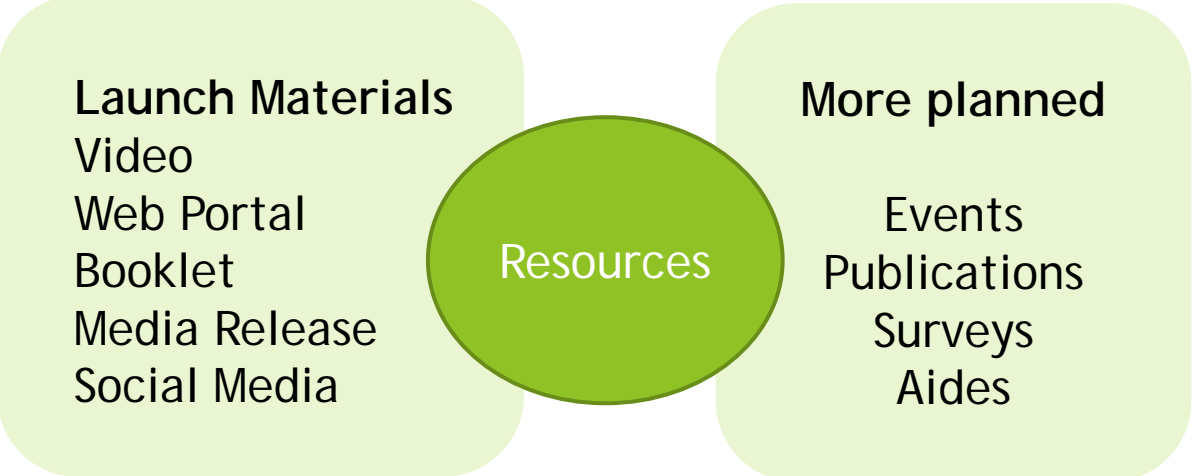 Launch Materials
Video
Web Portal
Booklet
Media Release
Social Media
Resources
More planned
Events
Publications
Surveys
Aides